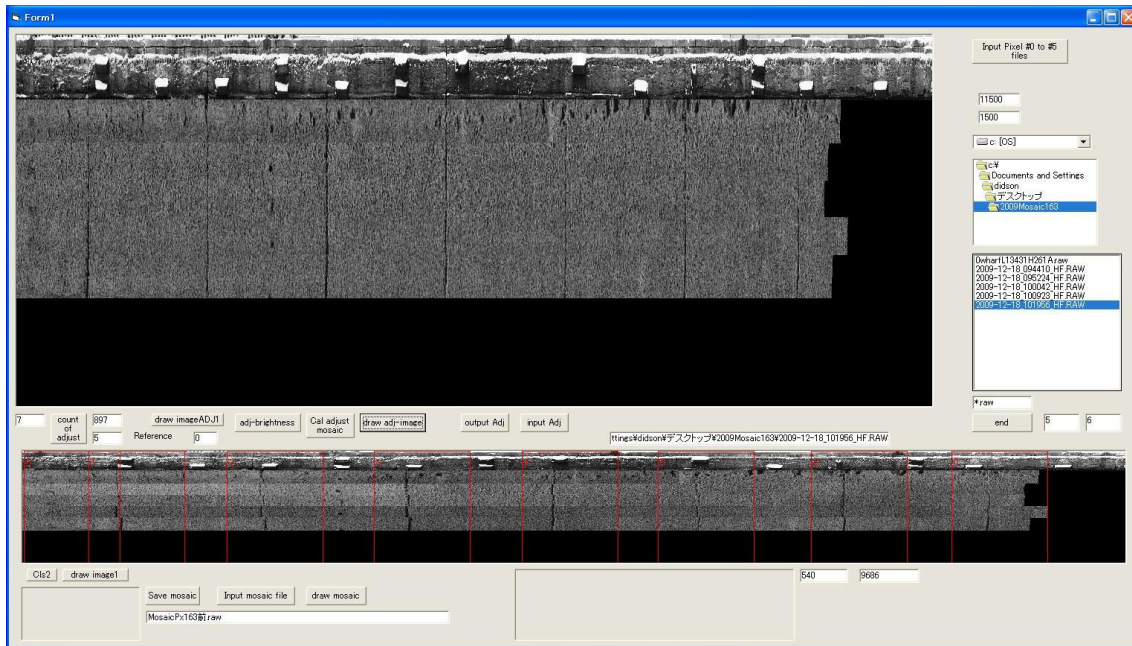 Form1
Input Pixel #0 to #5
files
11500
1500
c: [OS]
c:¥
Documents and Settings
didson
デスクトップ
2009Mosaic163
0wharfL13431H261A.raw
2009-12-18_094410_HF.RAW
2009-12-18_095224_HF.RAW
2009-12-18_100042_HF.RAW
2009-12-18_100923_HF.RAW
2009-12-18_101956_HF.RAW
*raw
end
5
6
7
count
of
adjust
897
5
draw imageADJ1
Reference
0
adj-brightness
Cal adjust
mosaic
draw adj-image
output Adj
input Adj
ttings¥didson¥デスクトップ¥2009Mosaic163¥2009-12-18_101956_HF.RAW
Cls2
draw image1
540
9686
Save mosaic
Input mosaic file
draw mosaic
MosaicPx163前.raw